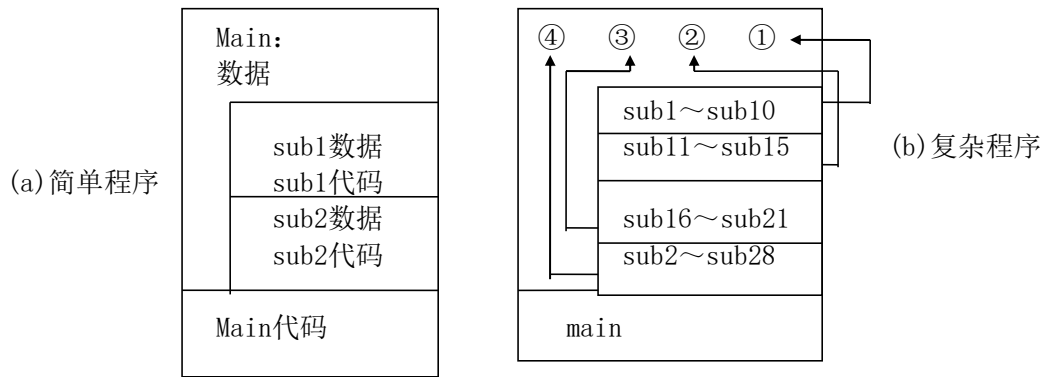 Main：
数据
sub1数据
sub1代码
sub2数据
sub2代码
Main代码
(a)简单程序
④ ③ ② ①
sub1～sub10
sub11～sub15
sub16～sub21
sub2～sub28
main
(b)复杂程序